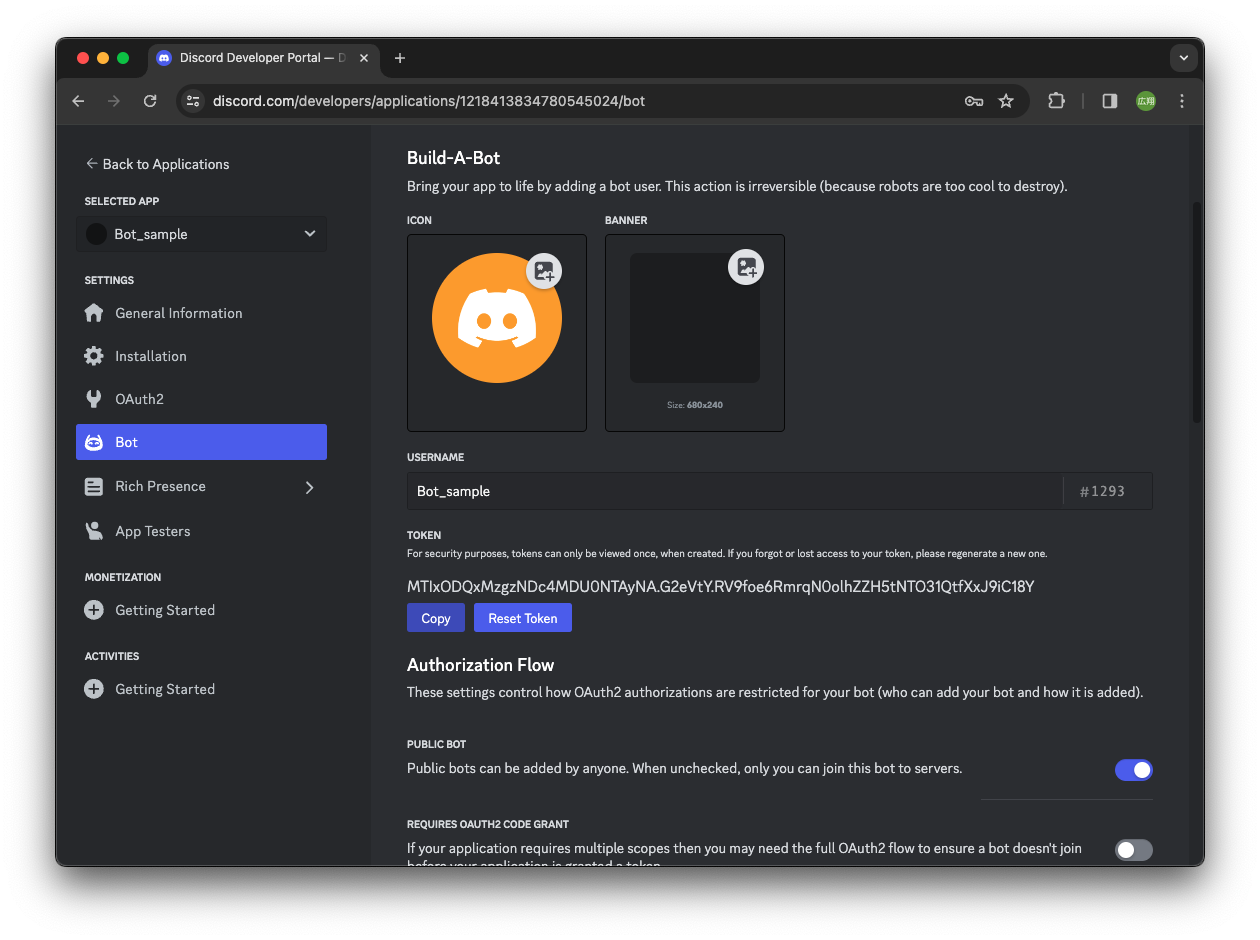 Discord Developer Portal — D
discord.com/developers/applications/1218413834780545024/bot
広翔
Back to Applications
SELECTED APP
Bot_sample
SETTINGS
General Information
Installation
OAuth2
Bot
Rich Presence
App Testers
MONETIZATION
Getting Started
ACTIVITIES
Getting Started
Build-A-Bot
Bring your app to life by adding a bot user. This action is irreversible (because robots are too cool to destroy).
ICON
BANNER
Size: 680x240
USERNAME
Bot_sample
#1293
TOKEN
For security purposes, tokens can only be viewed once, when created. If you forgot or lost access to your token, please regenerate a new one.
MTIxODQxMzgzNDc4MDU0NTAyNA.G2eVtY.RV9foe6RmrqN0olhZZH5tNTO31QtfXxJ9iC18Y
Copy
Reset Token
Authorization Flow
These settings control how OAuth2 authorizations are restricted for your bot (who can add your bot and how it is added).
PUBLIC BOT
Public bots can be added by anyone. When unchecked, only you can join this bot to servers.
REQUIRES OAUTH2 CODE GRANT
If your application requires multiple scopes then you may need the full OAuth2 flow to ensure a bot doesn't join
before your application is granted a token.